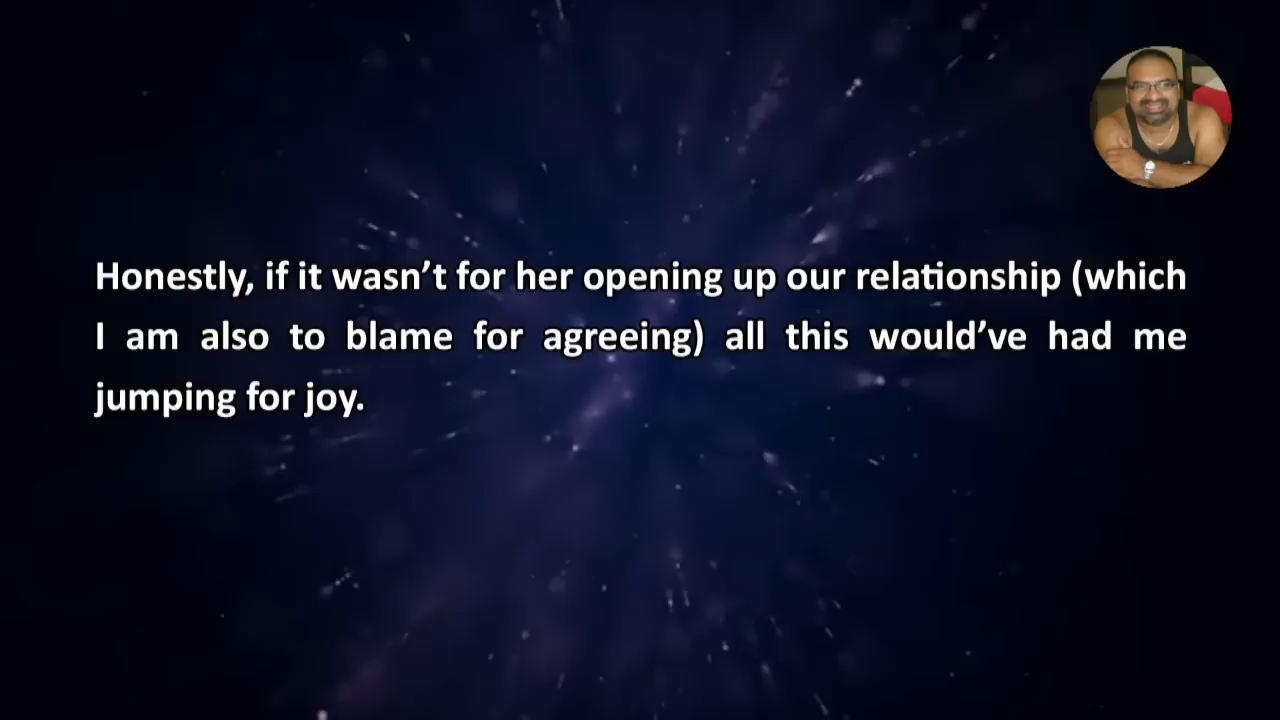 Honestly, if it wasn’t for her opening up our relationship (which
I am also to blame for agreeing) all this would’ve had me
jumping for joy.